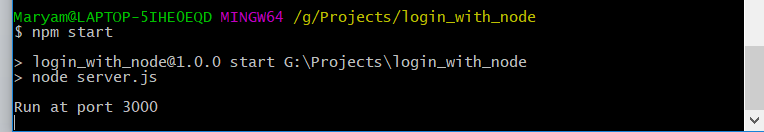 Maryam@LAPTOP-5IHE0EQD MINGW64 /g/Projects/login_with_node
$ npm start
> login_with_node@1.0.0 start G:\Projects\login_with_node
> node server.js
Run at port 3000